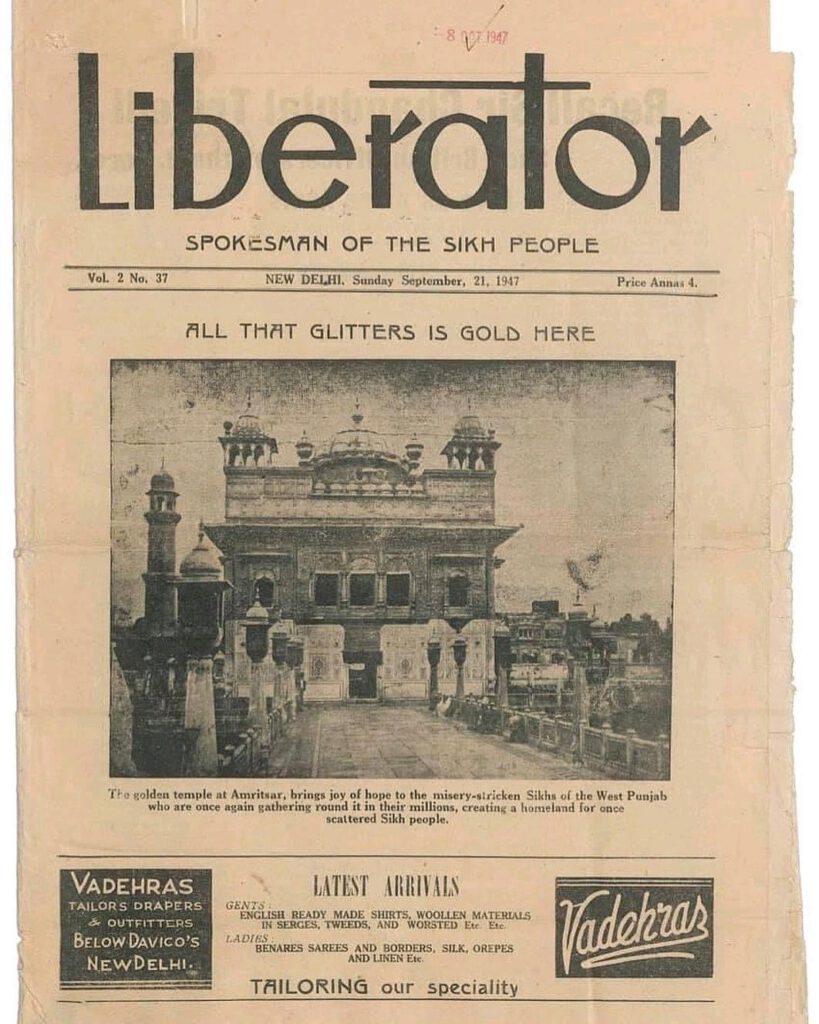 -8 OCT 1947
Liberator
SPOKESMAN OF THE SIKH PEOPLE
Vol. 2 No. 37 NEW DELHI. Sunday September, 21, 1947 Price Annas 4.
ALL THAT GLITTERS IS GOLD HERE
The golden temple at Amritsar, brings joy of hope to the misery-stricken Sikhs of the West Punjab
who are once again gathering round it in their millions, creating a homeland for once
scattered Sikh people.
VADEHRAS
TAILORS DRAPERS
& OUTFITTERS
BELOW DAVICO'S
NEW DELHI.
LATEST ARRIVALS
GENTS:
ENGLISH READY MADE SHIRTS, WOOLLEN MATERIALS
IN SERGES, TWEEDS, AND WORSTED Etc. Etc.
LADIES:
BENARES SAREES AND BORDERS, SILK, OREPES
AND LINEN Etc.
TAILORING our speciality
Vadehras